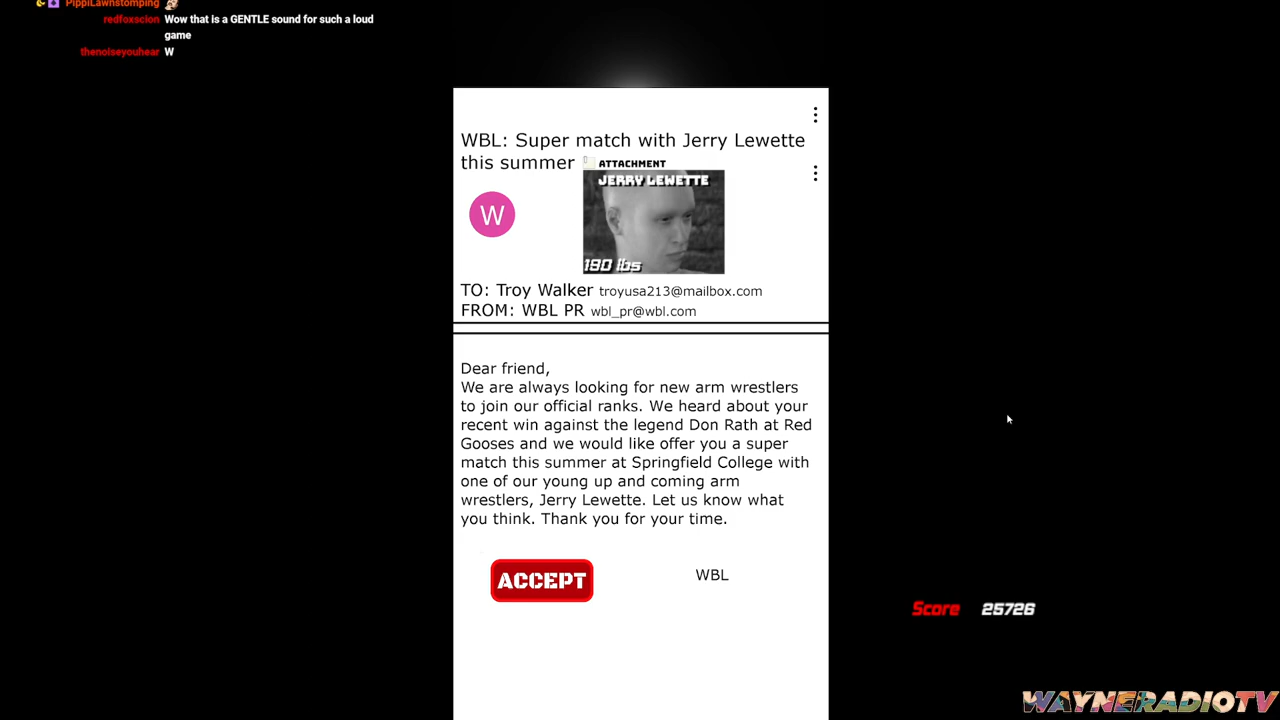 PippiLawnstomping
redfoxscion Wow that is a GENTLE sound for such a loud
game
thenoiseyouhear W
WBL: Super match with Jerry Lewette
this summer
ATTACHMENT
JERRY LEWETTE
190 lbs
W
TO: Troy Walker troyusa213@mailbox.com
FROM: WBL PR wbl_pr@wbl.com
Dear friend,
We are always looking for new arm wrestlers
to join our official ranks. We heard about your
recent win against the legend Don Rath at Red
Gooses and we would like offer you a super
match this summer at Springfield College with
one of our young up and coming arm
wrestlers, Jerry Lewette. Let us know what
you think. Thank you for your time.
ACCEPT
WBL
Score 25726
WAYNERADIOTV